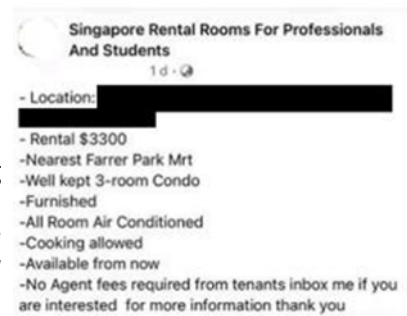 Singapore Rental Rooms For Professionals
And Students
1 d ·
- Location:
- Rental $3300
-Nearest Farrer Park Mrt
-Well kept 3-room Condo
-Furnished
-All Room Air Conditioned
-Cooking allowed
-Available from now
-No Agent fees required from tenants inbox me if you
are interested for more information thank you